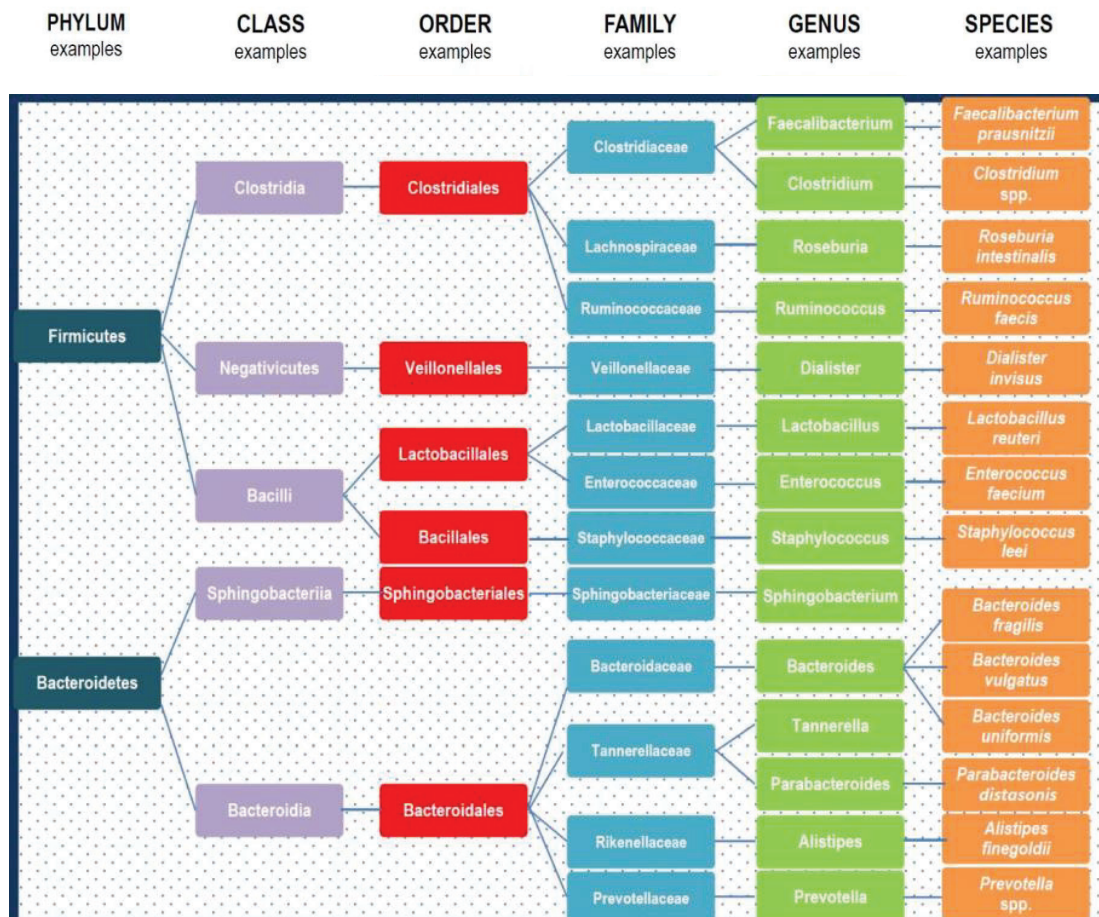 PHYLUM
examples
CLASS
examples
ORDER
examples
FAMILY
examples
GENUS
examples
SPECIES
examples
Firmicutes
Bacteroidetes
Clostridia
Negativicutes
Bacilli
Sphingobacteriia
Bacteroidia
Clostridiales
Veillonellales
Lactobacillales
Bacillales
Sphingobacteriales
Bacteroidales
Clostridiaceae
Lachnospiraceae
Ruminococcaceae
Veillonellaceae
Lactobacillaceae
Enterococcaceae
Staphylococcaceae
Sphingobacteriaceae
Bacteroidaceae
Tannerellaceae
Rikenellaceae
Prevotellaceae
Faecalibacterium
Clostridium
Roseburia
Ruminococcus
Dialister
Lactobacillus
Enterococcus
Staphylococcus
Sphingobacterium
Bacteroides
Tannerella
Parabacteroides
Alistipes
Prevotella
Faecalibacterium
prausnitzii
Clostridium
spp.
Roseburia
intestinalis
Ruminococcus
faecis
Dialister
invisus
Lactobacillus
reuteri
Enterococcus
faecium
Staphylococcus
leei
Bacteroides
fragilis
Bacteroides
vulgatus
Bacteroides
uniformis
Parabacteroides
distasonis
Alistipes
finegoldii
Prevotella
spp.